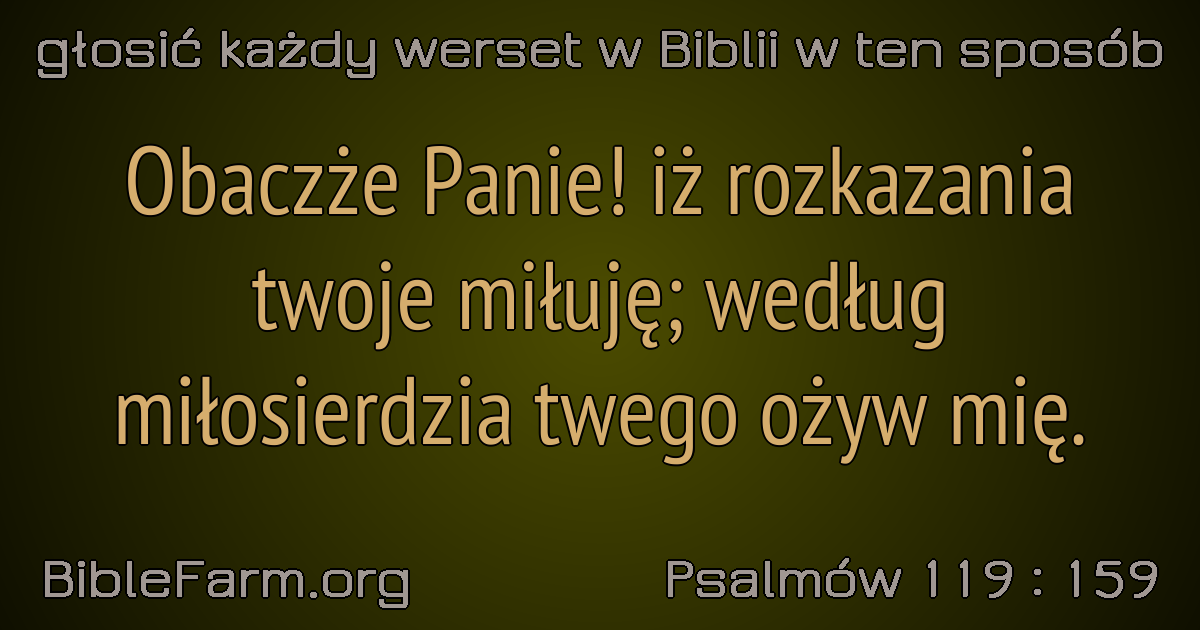 głosić każdy werset w Biblii w ten sposób
Obaczże Panie! iż rozkazania
twoje miłuję; według
miłosierdzia twego ożyw mię.
BibleFarm.org
Psalmów 119 : 159